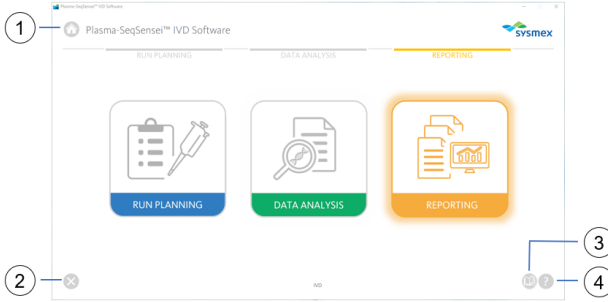 Plasma-SeqSensei™ IVD Software
1
Plasma-SeqSensei™ IVD Software
sysmex
RUN PLANNING
DATA ANALYSIS
REPORTING
RUN PLANNING
DATA ANALYSIS
REPORTING
3
2
IVD
?
4